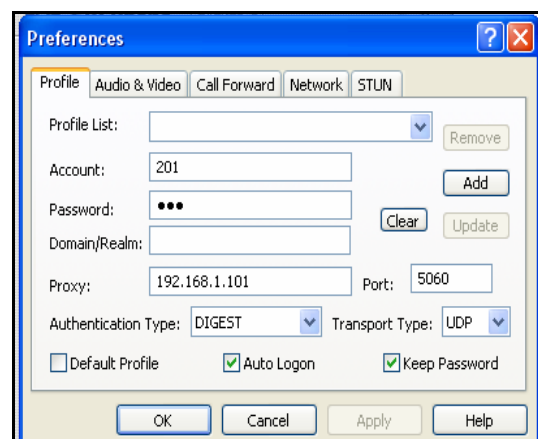 Preferences
Profile Audio & Video Call Forward Network STUN
Profile List:
Remove
Account: 201
Add
Password: •••
Clear Update
Domain/Realm:
Proxy: 192.168.1.101 Port: 5060
Authentication Type: DIGEST Transport Type: UDP
Default Profile Auto Logon Keep Password
OK Cancel Apply Help